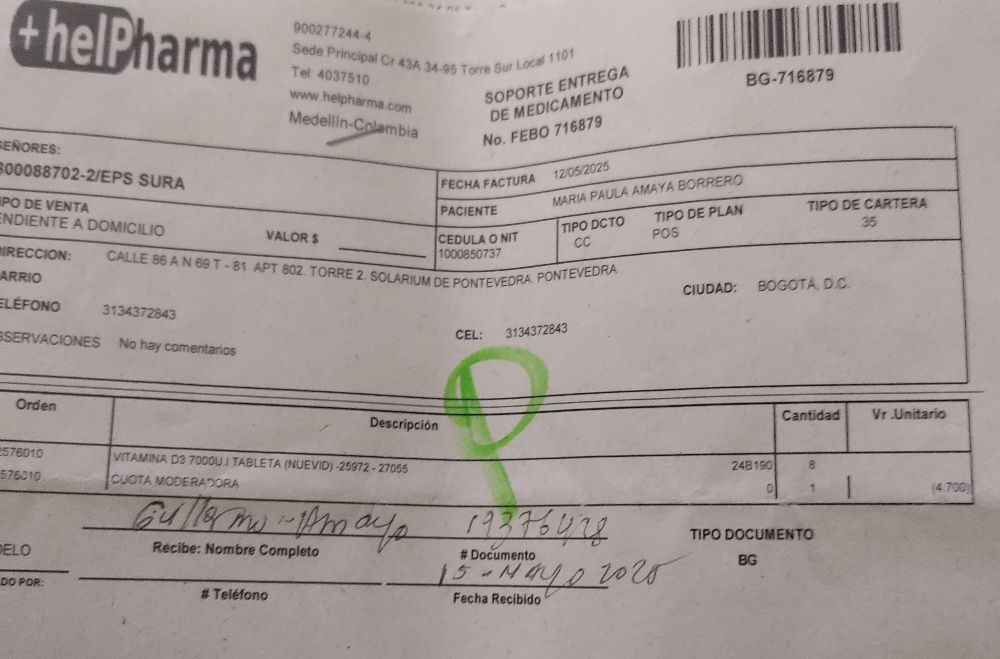 +helPharma
900277244-4
Sede Principal Cr 43A 34-95 Torre Sur Local 1101
Tel: 4037510
www.helpharma.com
Medellín-Colombia
SOPORTE ENTREGA
DE MEDICAMENTO
No. FEBO 716879
BG-716879
SEÑORES:
800088702-2/EPS SURA
FECHA FACTURA 12/05/2025
PACIENTE MARIA PAULA AMAYA BORRERO
IPO DE VENTA
ENDIENTE A DOMICILIO
VALOR $
CEDULA O NIT
1000850737
TIPO DCTO
CC
TIPO DE PLAN
POS
TIPO DE CARTERA
35
DIRECCION: CALLE 86 A N 69 T - 81 APT 802. TORRE 2. SOLARIUM DE PONTEVEDRA. PONTEVEDRA
ARRIO
CIUDAD: BOGOTÁ, D.C.
ELÉFONO 3134372843
CEL: 3134372843
BSERVACIONES No hay comentarios
P
Orden Descripción Cantidad Vr .Unitario
2576010 VITAMINA D3 7000U.I TABLETA (NUEVID) -25972 - 27055 24B190 8
576010 CUOTA MODERADORA 0 1 (4.700)
Guillermo Amaya 19376428
Recibe: Nombre Completo
# Documento
TIPO DOCUMENTO
BG
DELO
15 - Mayo 2025
DO POR:
# Teléfono
Fecha Recibido